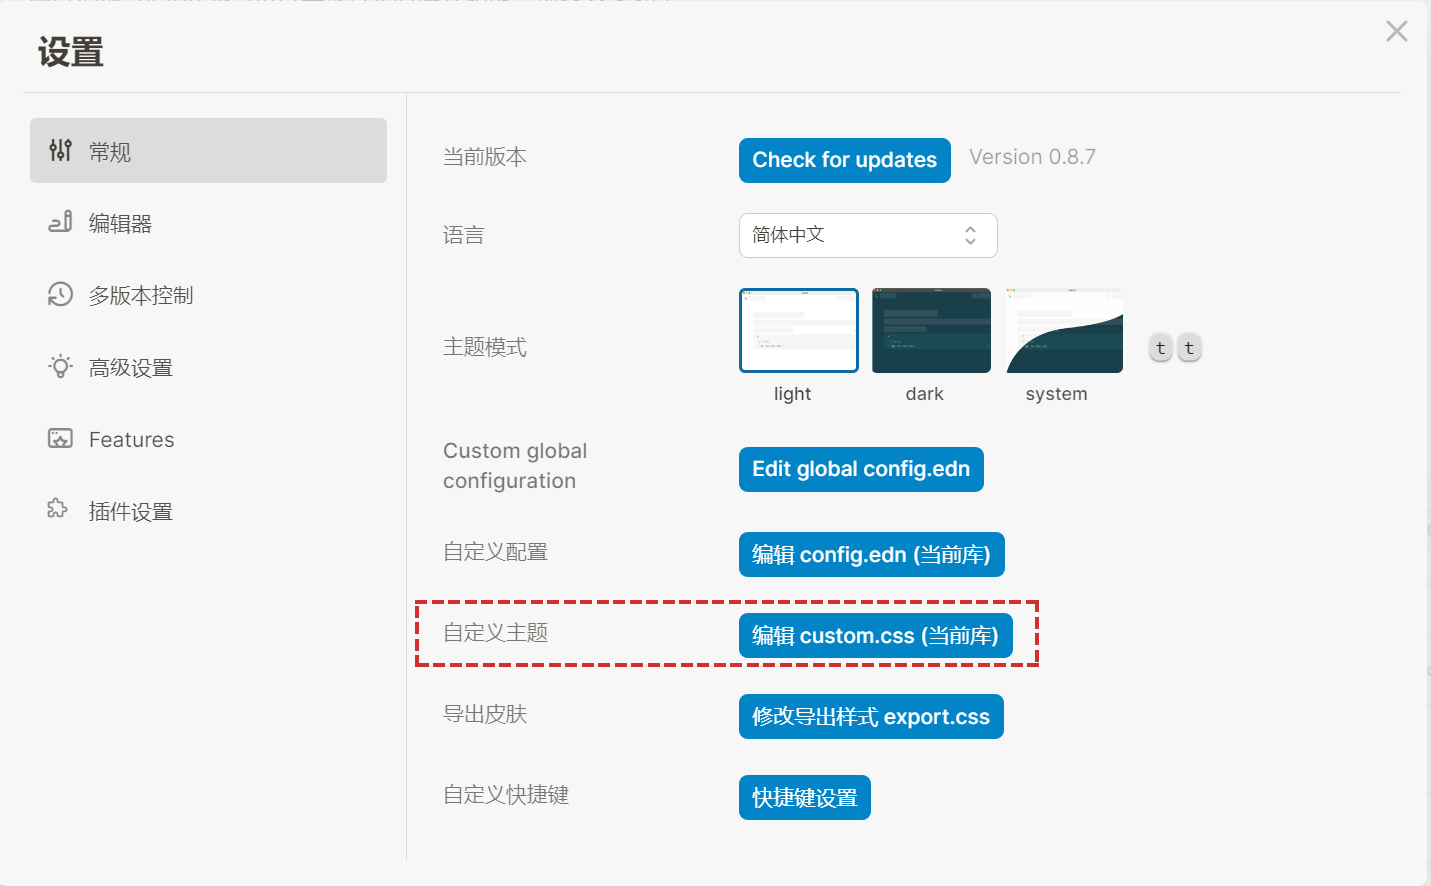 设置
常规
编辑器
多版本控制
高级设置
Features
插件设置
当前版本
Check for updates
Version 0.8.7
语言
简体中文
主题模式
light
dark
system
t t
Custom global
configuration
Edit global config.edn
自定义配置
编辑 config.edn (当前库)
自定义主题
编辑 custom.css (当前库)
导出皮肤
修改导出样式 export.css
自定义快捷键
快捷键设置